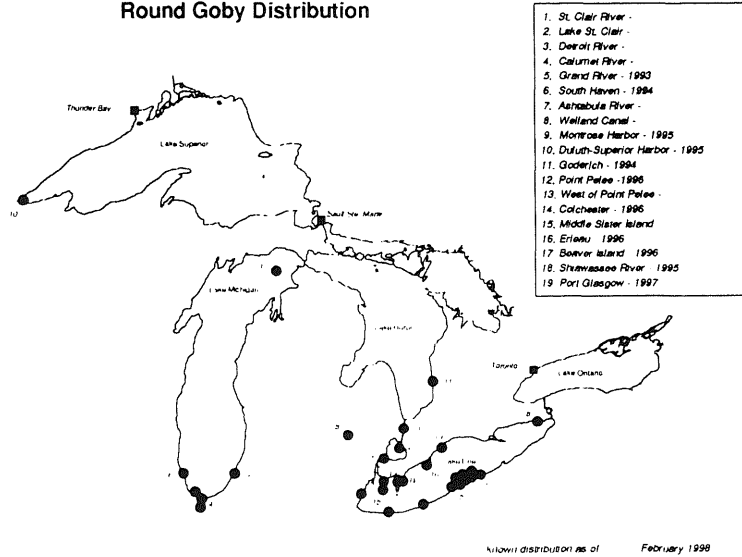 Round Goby Distribution
1. St. Clair River -
2. Lake St. Clair -
3. Detroit River -
4. Calumet River -
5. Grand River - 1993
6. South Haven - 1994
7. Ashtabula River -
8. Welland Canal -
9. Montrose Harbor - 1995
10. Duluth-Superior Harbor - 1995
11. Goderich - 1994
12. Point Pelee - 1996
13. West of Point Pelee -
14. Colchester - 1996
15. Middle Sister Island
16. Erieau 1996
17 Beaver Island 1996
18 Shiawassee River 1995
19 Port Glasgow - 1997
Thunder Bay
Lake Superior
10
Sault Ste. Marie
Lake Michigan
Lake Huron
Toronto
Lake Ontario
11
8
Lake Erie
4
known distribution as of February 1998